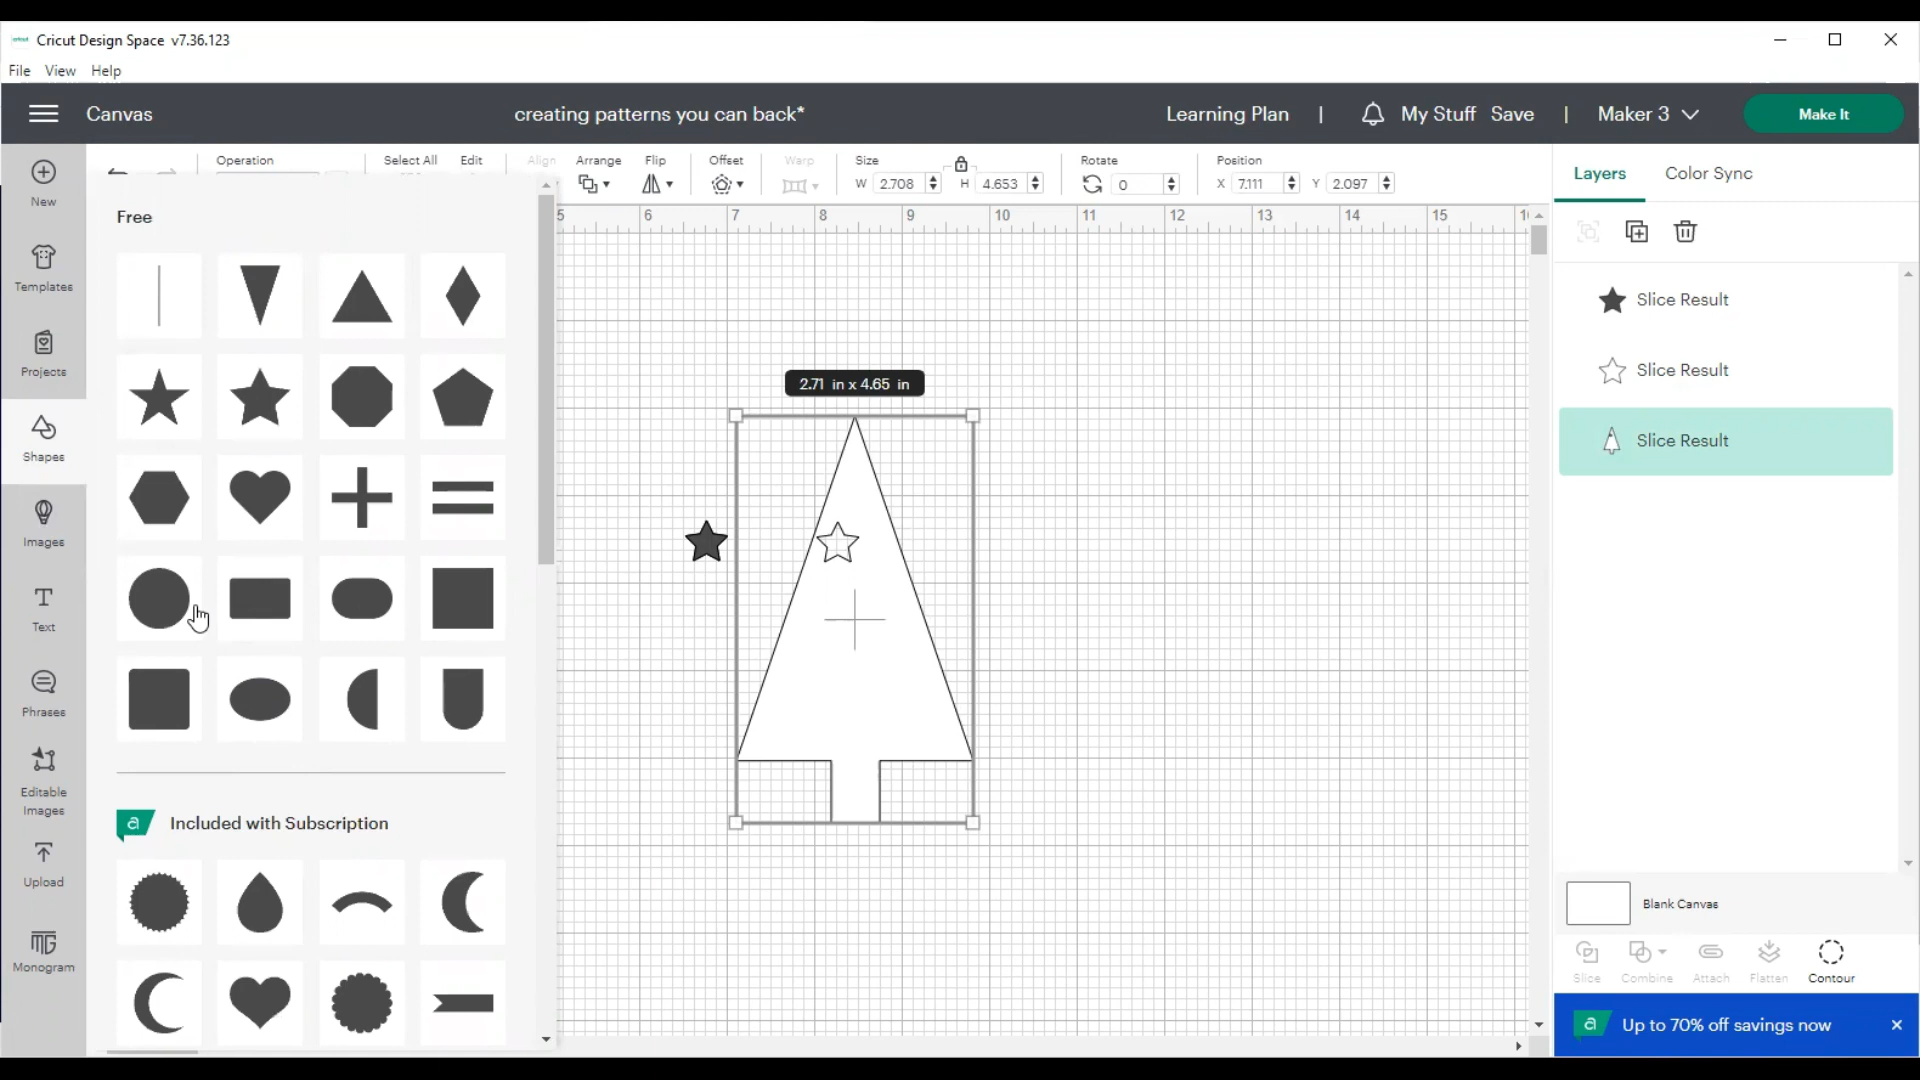 cricut Cricut Design Space v7.36.123
File View Help
Canvas
creating patterns you can back*
Learning Plan | My Stuff Save | Maker 3 Make It
Operation Select All Edit Align Arrange Flip Offset Warp Size Rotate Position
W 2.708 H 4.653 0 X 7.111 Y 2.097
Layers Color Sync
New
Templates
Projects
Shapes
Images
Text
Phrases
Editable
Images
Upload
MG
Monogram
Free
a Included with Subscription
5 6 7 8 9 10 11 12 13 14 15 1
2.71 in x 4.65 in
Slice Result
Slice Result
Slice Result
Blank Canvas
Slice Combine Attach Flatten Contour
a Up to 70% off savings now